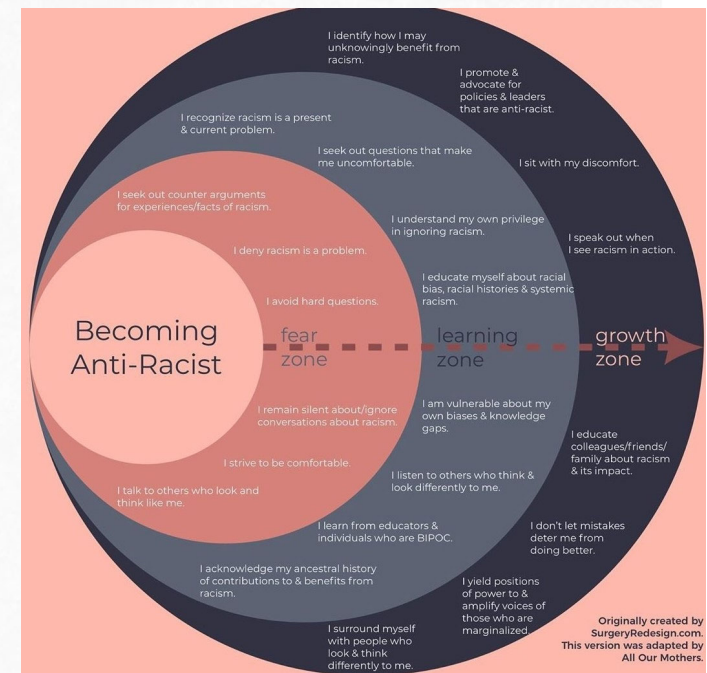 I identify how I may
unknowingly benefit from
racism.
I promote &
advocate for
policies & leaders
that are anti-racist.
I recognize racism is a present
& current problem.
I seek out questions that make
me uncomfortable.
I sit with my discomfort.
I seek out counter arguments
for experiences/facts of racism.
I understand my own privilege
in ignoring racism.
I deny racism is a problem.
I speak out when
I see racism in action.
I educate myself about racial
bias, racial histories & systemic
racism.
I avoid hard questions.
Becoming
Anti-Racist
fear
zone
learning
zone
growth
zone
I remain silent about/ignore
conversations about racism.
I am vulnerable about my
own biases & knowledge
gaps.
I educate
colleagues/friends/
family about racism
& its impact.
I strive to be comfortable.
I talk to others who look and
think like me.
I listen to others who think &
look differently to me.
I learn from educators &
individuals who are BIPOC.
I don't let mistakes
deter me from
doing better.
I acknowledge my ancestral history
of contributions to & benefits from
racism.
I yield positions
of power to &
amplify voices of
those who are
marginalized.
I surround myself
with people who
look & think
differently to me.
Originally created by
SurgeryRedesign.com.
This version was adapted by
All Our Mothers.